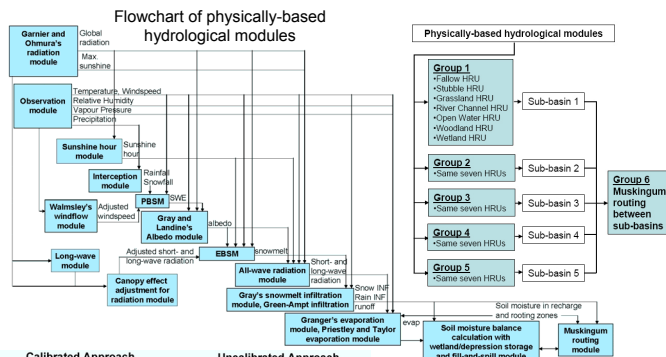 Flowchart of physically-based
hydrological modules
Garnier and
Ohmura's
radiation
module
Global
radiation
Max.
sunshine
Observation
module
Temperature, Windspeed
Relative Humidity
Vapour Pressure
Precipitation
Sunshine hour
module
Sunshine
hour
Interception
module
Rainfall
Snowfall
Walmsley's
windflow
module
Adjusted
windspeed
PBSM
SWE
Gray and
Landine's
Albedo module
albedo
Long-wave
module
Adjusted short- and
long-wave radiation
EBSM
snowmelt
Canopy effect
adjustment for
radiation module
All-wave radiation
module
Short- and
long-wave
radiation
Gray's snowmelt infiltration
module, Green-Ampt infiltration
Snow INF
Rain INF
runoff
Granger's evaporation
module, Priestley and Taylor
evaporation module
evap
Soil moisture in recharge
and rooting zones
Soil moisture balance
calculation with
wetland/depression storage
and fill-and-spill module
Muskingum
routing
module
Physically-based hydrological modules
Group 1
•Fallow HRU
•Stubble HRU
•Grassland HRU
•River Channel HRU
•Open Water HRU
•Woodland HRU
•Wetland HRU
Sub-basin 1
Group 2
•Same seven HRUs
Sub-basin 2
Group 3
•Same seven HRUs
Sub-basin 3
Group 4
•Same seven HRUs
Sub-basin 4
Group 5
•Same seven HRUs
Sub-basin 5
Group 6
Muskingum
routing
between
sub-basins
Calibrated Approach
Uncalibrated Approach